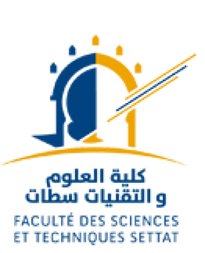 كلية العلوم
و التقنيات سطات
FACULTÉ DES SCIENCES
ET TECHNIQUES SETTAT